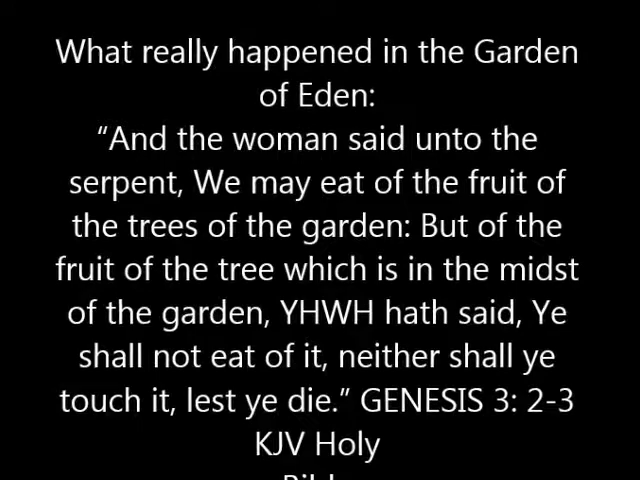 What really happened in the Garden
of Eden:
“And the woman said unto the
serpent, We may eat of the fruit of
the trees of the garden: But of the
fruit of the tree which is in the midst
of the garden, YHWH hath said, Ye
shall not eat of it, neither shall ye
touch it, lest ye die.” GENESIS 3: 2-3
KJV Holy